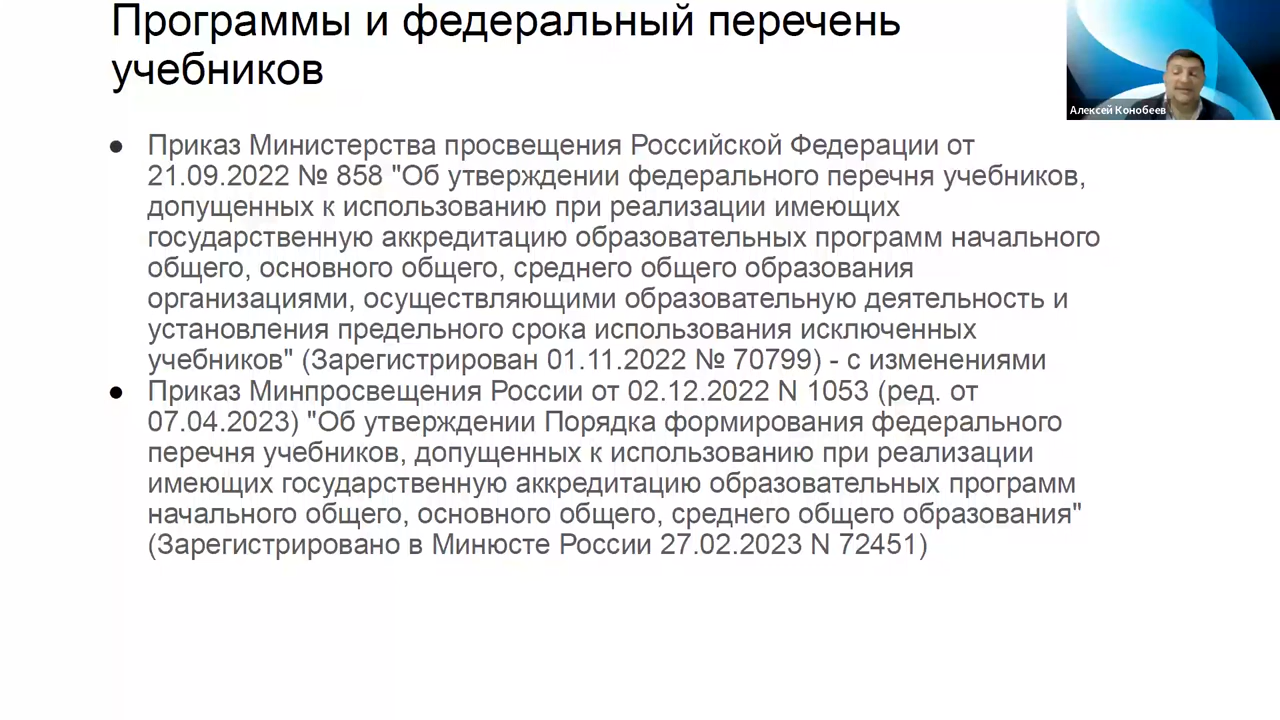 Программы и федеральный перечень
учебников
Алексей Конобеев
● Приказ Министерства просвещения Российской Федерации от
21.09.2022 № 858 "Об утверждении федерального перечня учебников,
допущенных к использованию при реализации имеющих
государственную аккредитацию образовательных программ начального
общего, основного общего, среднего общего образования
организациями, осуществляющими образовательную деятельность и
установления предельного срока использования исключенных
учебников" (Зарегистрирован 01.11.2022 № 70799) - с изменениями
● Приказ Минпросвещения России от 02.12.2022 N 1053 (ред. от
07.04.2023) "Об утверждении Порядка формирования федерального
перечня учебников, допущенных к использованию при реализации
имеющих государственную аккредитацию образовательных программ
начального общего, основного общего, среднего общего образования"
(Зарегистрировано в Минюсте России 27.02.2023 N 72451)